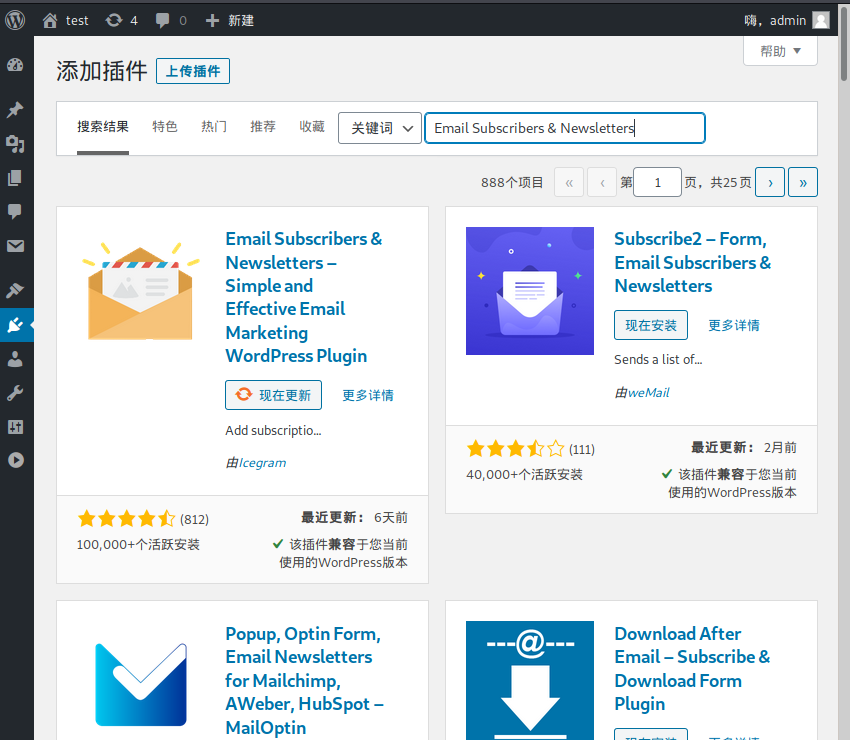 test 4 0 新建 嗨，admin
帮助
添加插件 上传插件
搜索结果 特色 热门 推荐 收藏 关键词 Email Subscribers & Newsletters
888个项目 « ‹ 第 1 页，共25页 › »
Email Subscribers &
Newsletters –
Simple and
Effective Email
Marketing
WordPress Plugin
现在更新 更多详情
Add subscriptio...
由Icegram
(812)
最近更新： 6天前
100,000+个活跃安装
该插件兼容于您当前
使用的WordPress版本
Subscribe2 – Form,
Email Subscribers &
Newsletters
现在安装 更多详情
Sends a list of...
由weMail
(111)
最近更新： 2月前
40,000+个活跃安装
该插件兼容于您当前
使用的WordPress版本
Popup, Optin Form,
Email Newsletters
for Mailchimp,
AWeber, HubSpot –
MailOptin
---@---
Download After
Email – Subscribe &
Download Form
Plugin
现在安装 更多详情